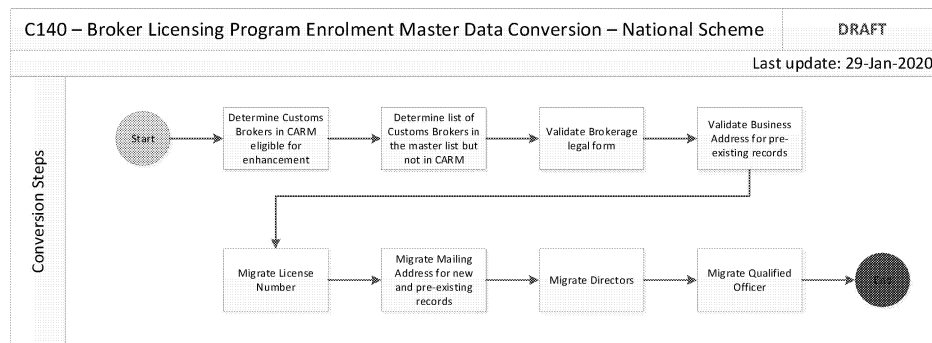 C140 – Broker Licensing Program Enrolment Master Data Conversion – National Scheme
DRAFT
Last update: 29-Jan-2020
Conversion Steps
Start
Determine Customs
Brokers in CARM
eligible for
enhancement
Determine list of
Customs Brokers in
the master list but
not in CARM
Validate Brokerage
legal form
Validate Business
Address for pre-
existing records
Migrate License
Number
Migrate Mailing
Address for new
and pre-existing
records
Migrate Directors
Migrate Qualified
Officer
End